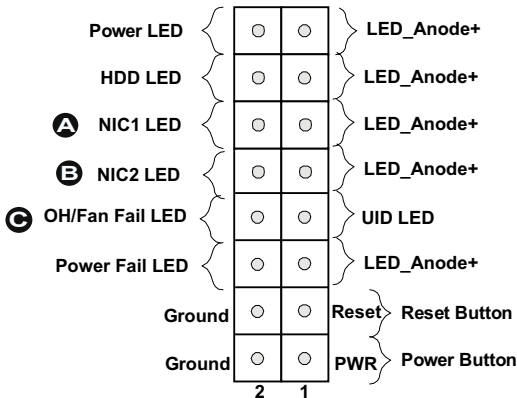 Power LED LED_Anode+
HDD LED LED_Anode+
A NIC1 LED LED_Anode+
B NIC2 LED LED_Anode+
C OH/Fan Fail LED UID LED
Power Fail LED LED_Anode+
Ground Reset Reset Button
Ground PWR Power Button
2 1